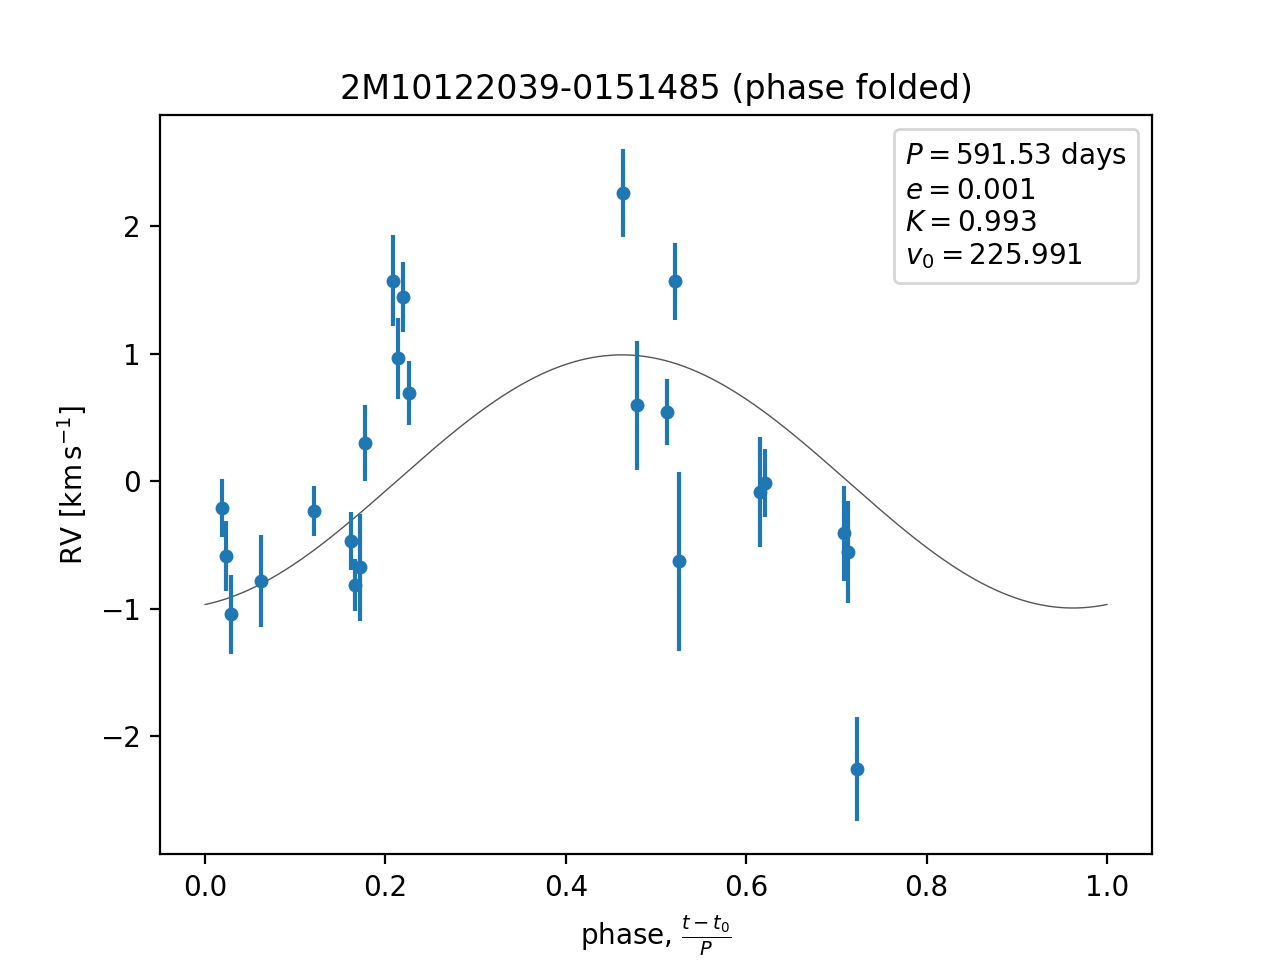 2M10122039-0151485 (phase folded)
P = 591.53 days
e = 0.001
K = 0.993
v₀ = 225.991
RV [km s⁻¹]
2
1
0
−1
−2
0.0 0.2 0.4 0.6 0.8 1.0
phase, (t − t₀)/P